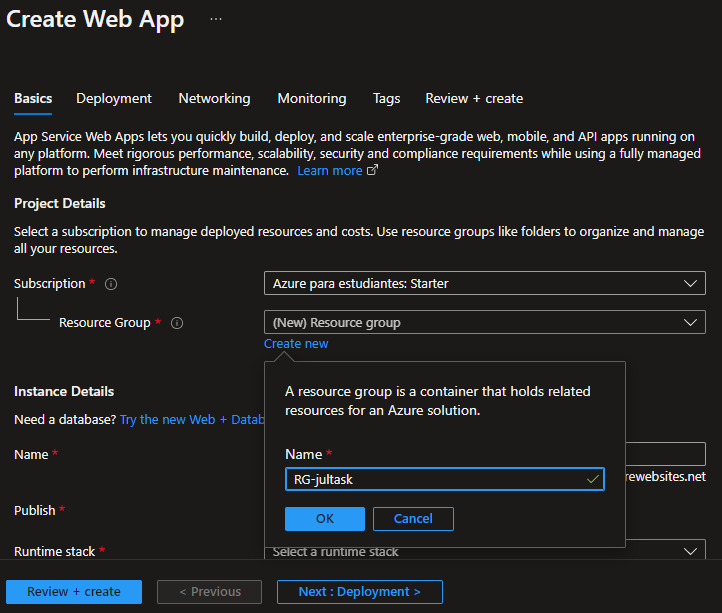 Create Web App ...
Basics Deployment Networking Monitoring Tags Review + create
App Service Web Apps lets you quickly build, deploy, and scale enterprise-grade web, mobile, and API apps running on
any platform. Meet rigorous performance, scalability, security and compliance requirements while using a fully managed
platform to perform infrastructure maintenance. Learn more
Project Details
Select a subscription to manage deployed resources and costs. Use resource groups like folders to organize and manage
all your resources.
Subscription *
Azure para estudiantes: Starter
Resource Group *
(New) Resource group
Create new
A resource group is a container that holds related
resources for an Azure solution.
Name *
RG-jultask
OK Cancel
Instance Details
Need a database? Try the new Web + Datab
Name *
rewebsites.net
Publish *
Runtime stack *
Select a runtime stack
Review + create < Previous Next : Deployment >